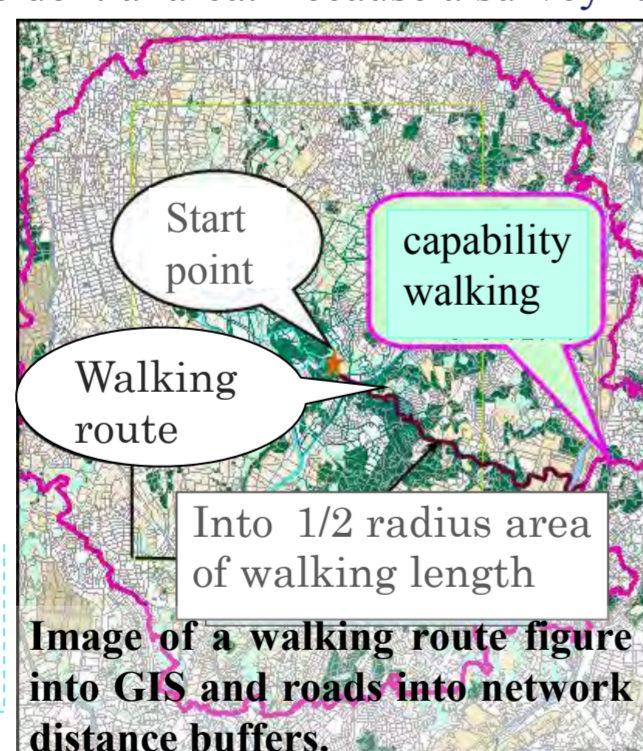 Start
point
capability
walking
Walking
route
Into 1/2 radius area
of walking length
Image of a walking route figure
into GIS and roads into network
distance buffers.